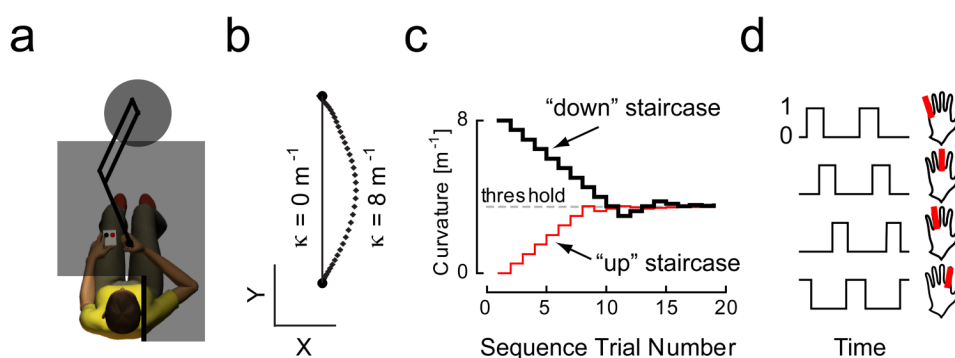 a
b
κ = 0 m⁻¹
κ = 8 m⁻¹
Y
X
c
Curvature [m⁻¹]
8
0
"down" staircase
threshold
"up" staircase
1
5
10
15
20
Sequence Trial Number
d
1
0
Time